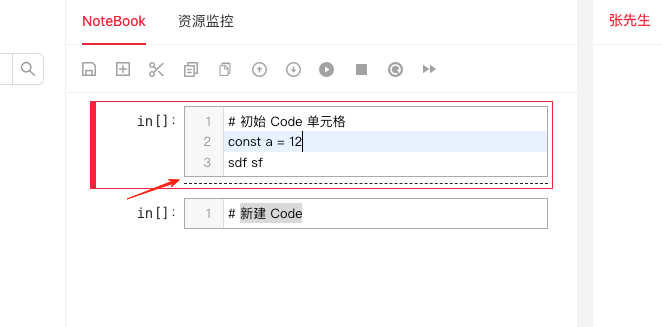 NoteBook 资源监控 张先生
in[]:
1 # 初始 Code 单元格
2 const a = 12
3 sdf sf
in[]:
1 # 新建 Code